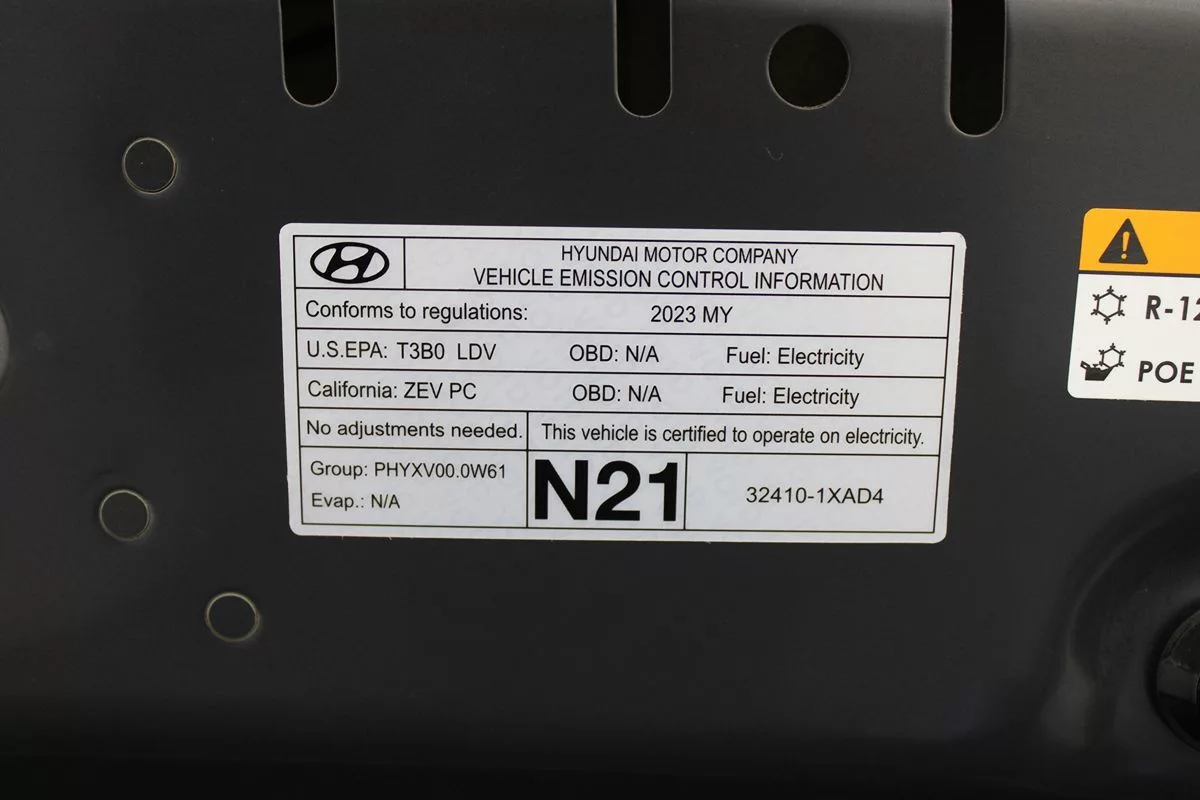 HYUNDAI MOTOR COMPANY
VEHICLE EMISSION CONTROL INFORMATION
Conforms to regulations: 2023 MY
U.S.EPA: T3B0 LDV OBD: N/A Fuel: Electricity
California: ZEV PC OBD: N/A Fuel: Electricity
No adjustments needed. This vehicle is certified to operate on electricity.
Group: PHYXV00.0W61
Evap.: N/A
N21
32410-1XAD4
R-12
POE